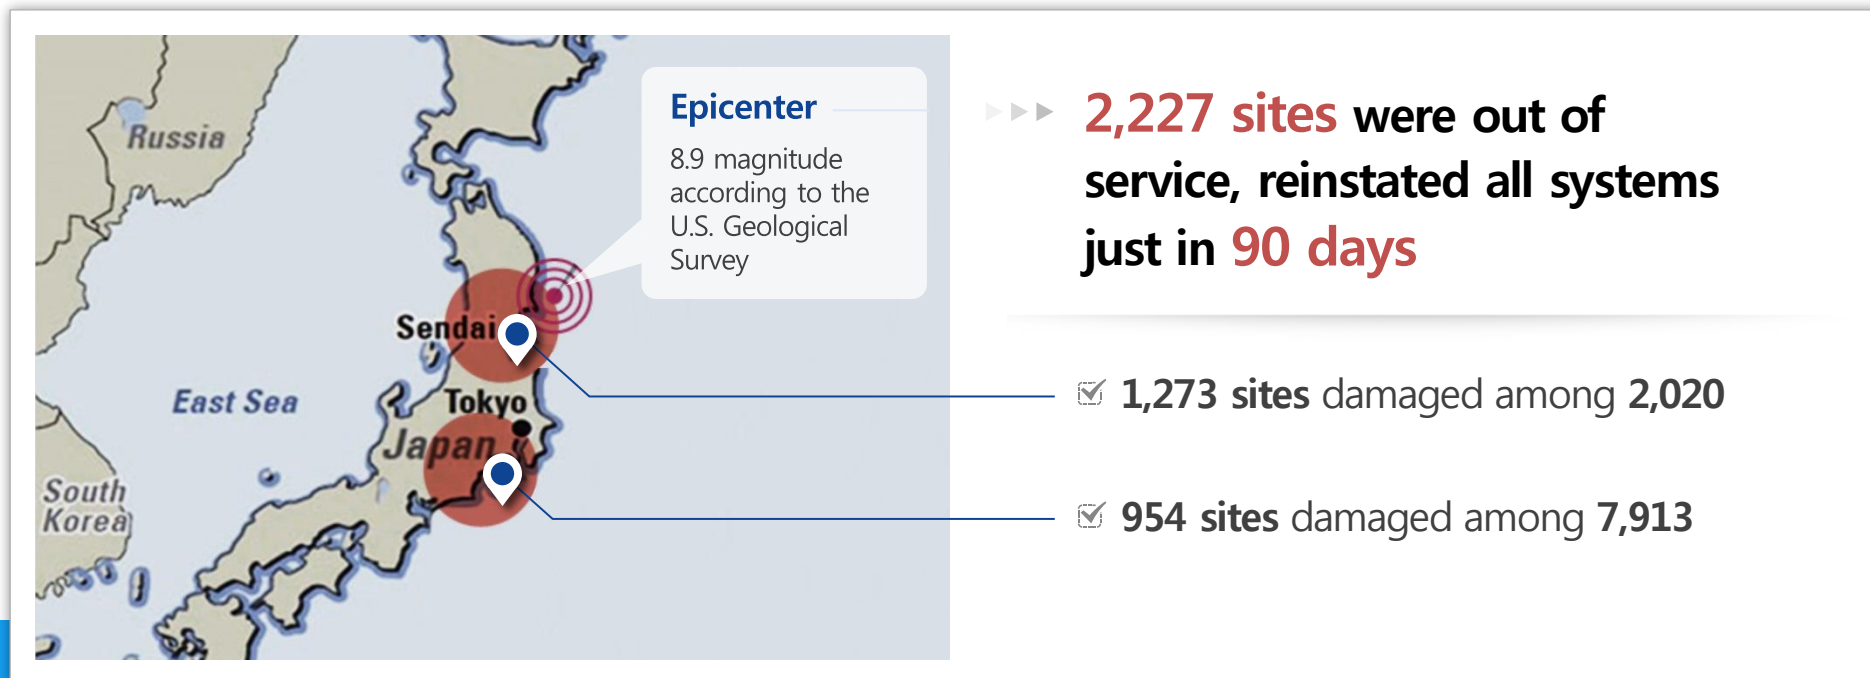 Russia
Epicenter
8.9 magnitude
according to the
U.S. Geological
Survey
Sendai
East Sea
Tokyo
Japan
South
Korea
2,227 sites were out of
service, reinstated all systems
just in 90 days
1,273 sites damaged among 2,020
954 sites damaged among 7,913